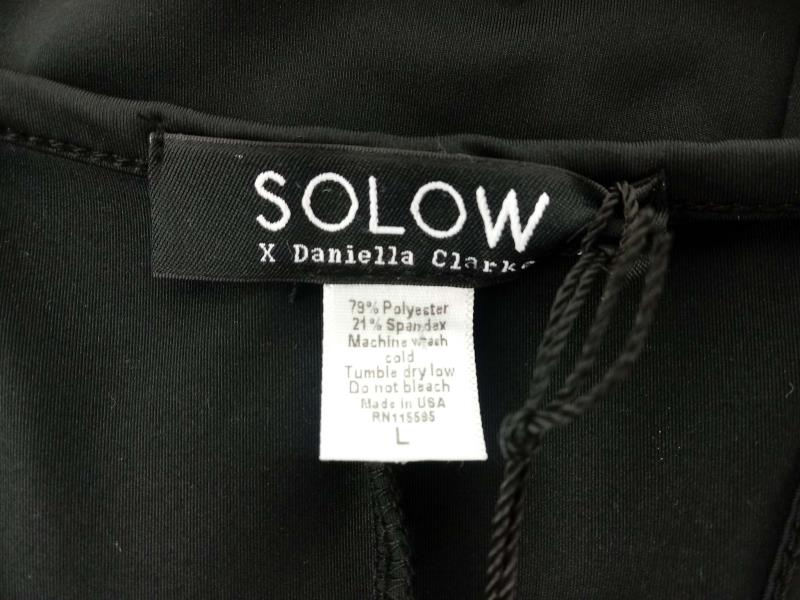 SOLOW
X Daniella Clarke
79% Polyester
21% Spandex
Machine wash
cold
Tumble dry low
Do not bleach
Made in USA
RN115585
L